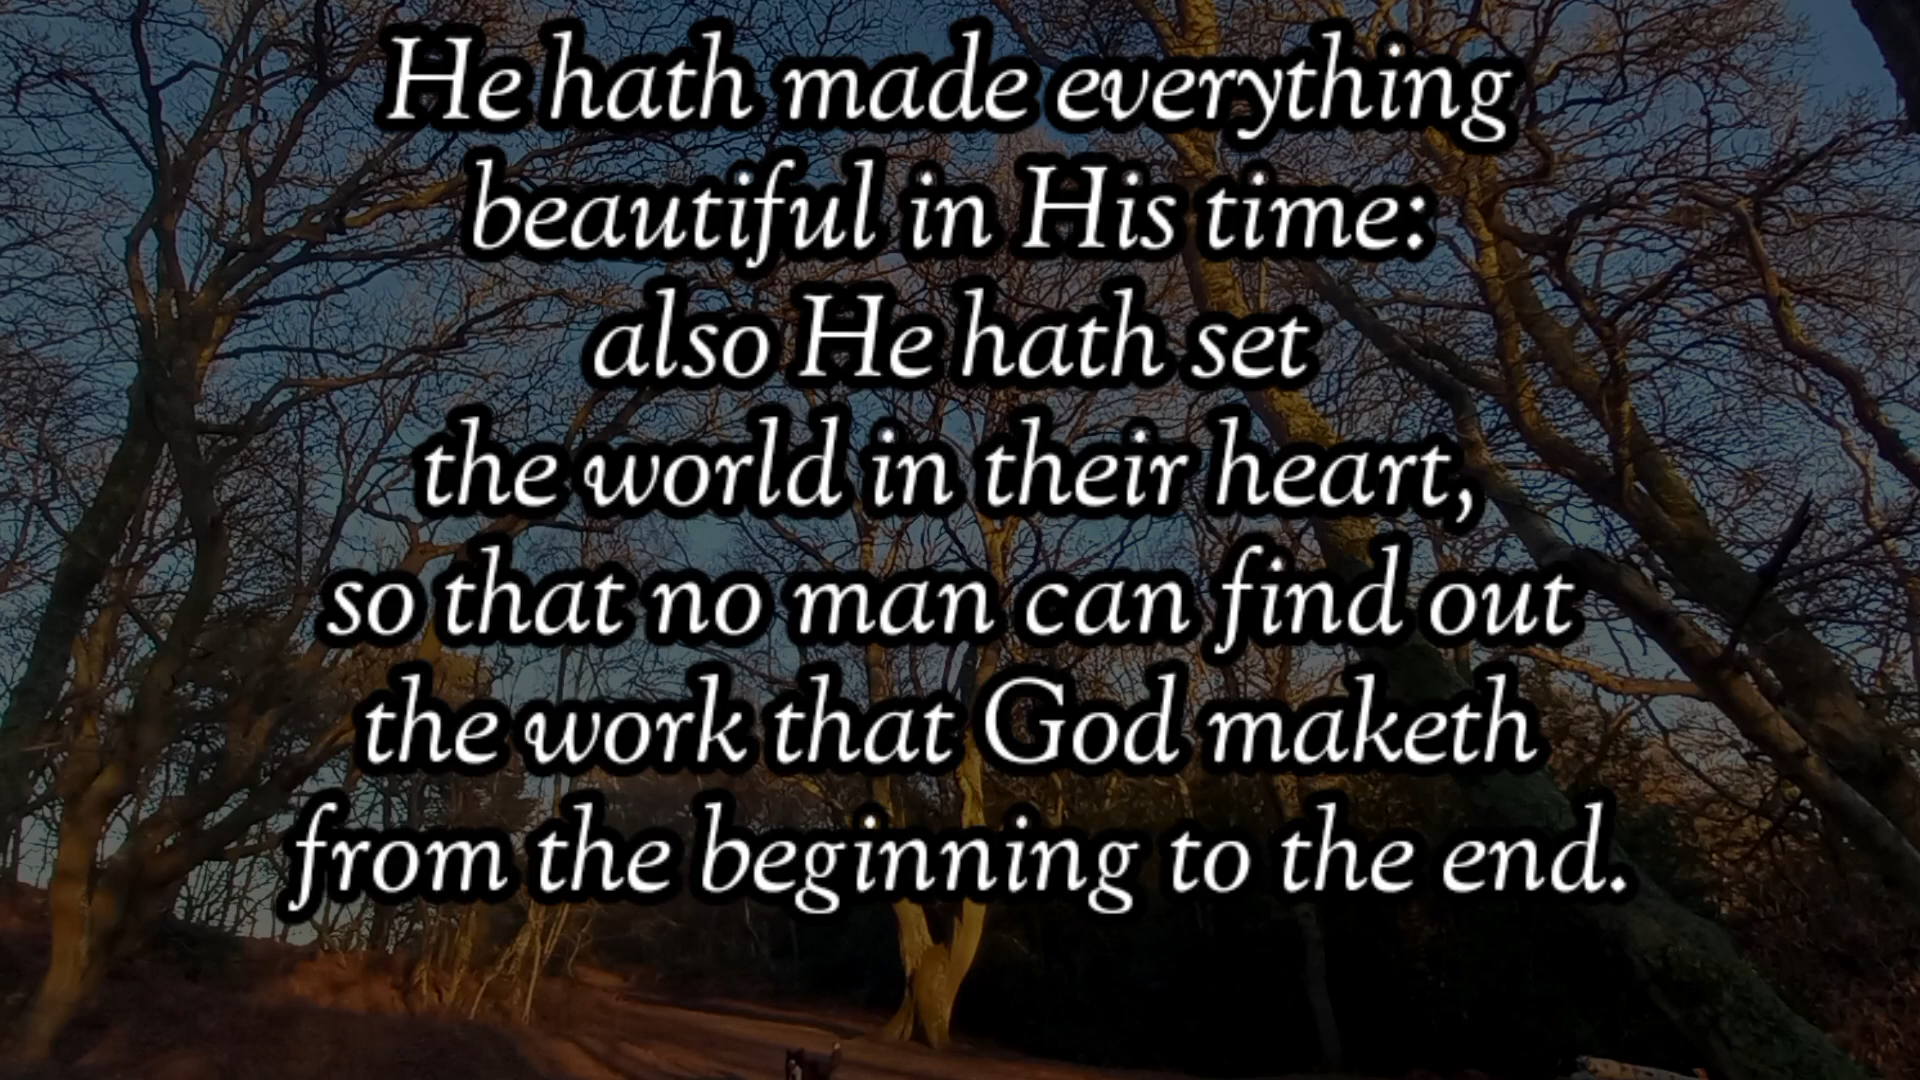 He hath made everything
beautiful in His time:
also He hath set
the world in their heart,
so that no man can find out
the work that God maketh
from the beginning to the end.